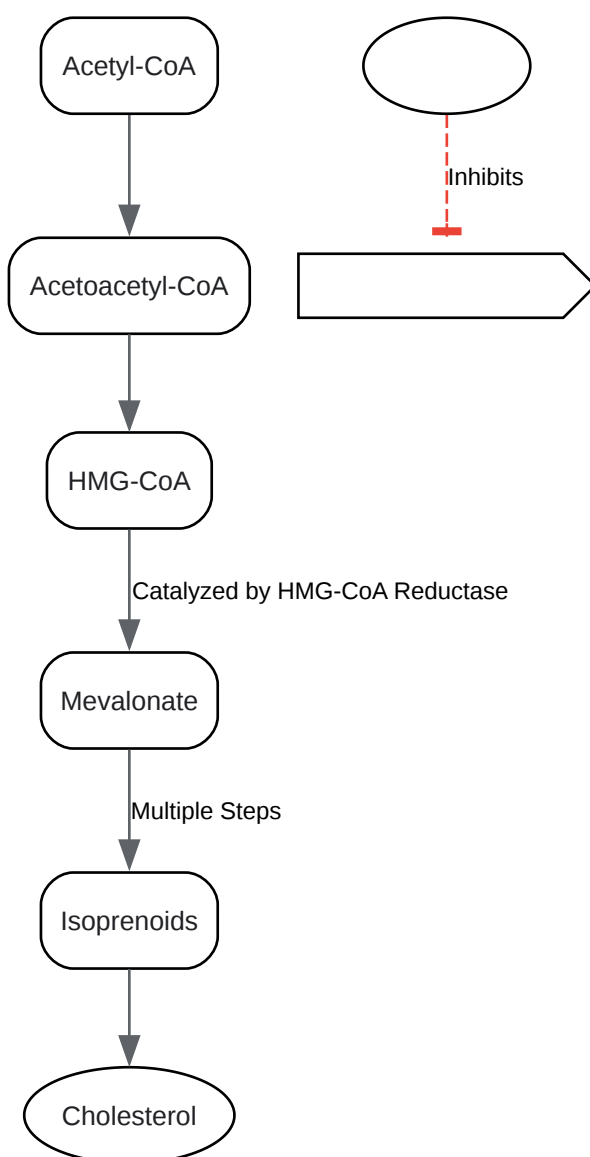 Acetyl-CoA
Inhibits
Acetoacetyl-CoA
HMG-CoA
Catalyzed by HMG-CoA Reductase
Mevalonate
Multiple Steps
Isoprenoids
Cholesterol